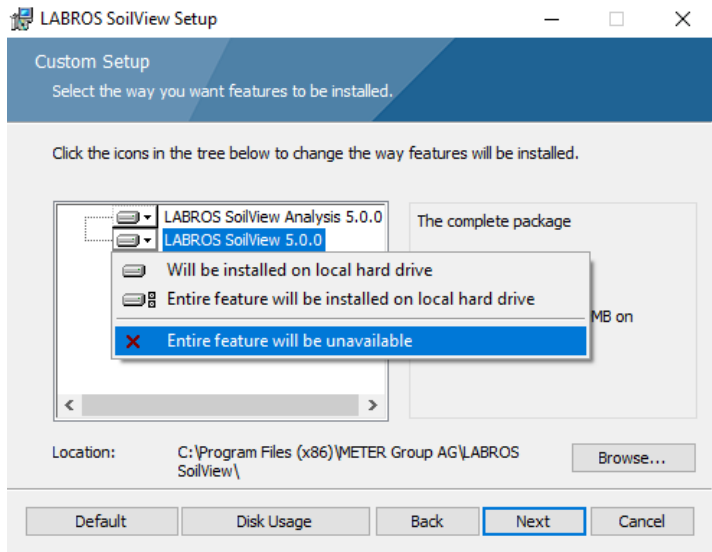 LABROS SoilView Setup
Custom Setup
Select the way you want features to be installed.
Click the icons in the tree below to change the way features will be installed.
LABROS SoilView Analysis 5.0.0
LABROS SoilView 5.0.0
The complete package
Will be installed on local hard drive
Entire feature will be installed on local hard drive
MB on
Entire feature will be unavailable
Location:
C:\Program Files (x86)\METER Group AG\LABROS
SoilView\
Browse...
Default
Disk Usage
Back
Next
Cancel